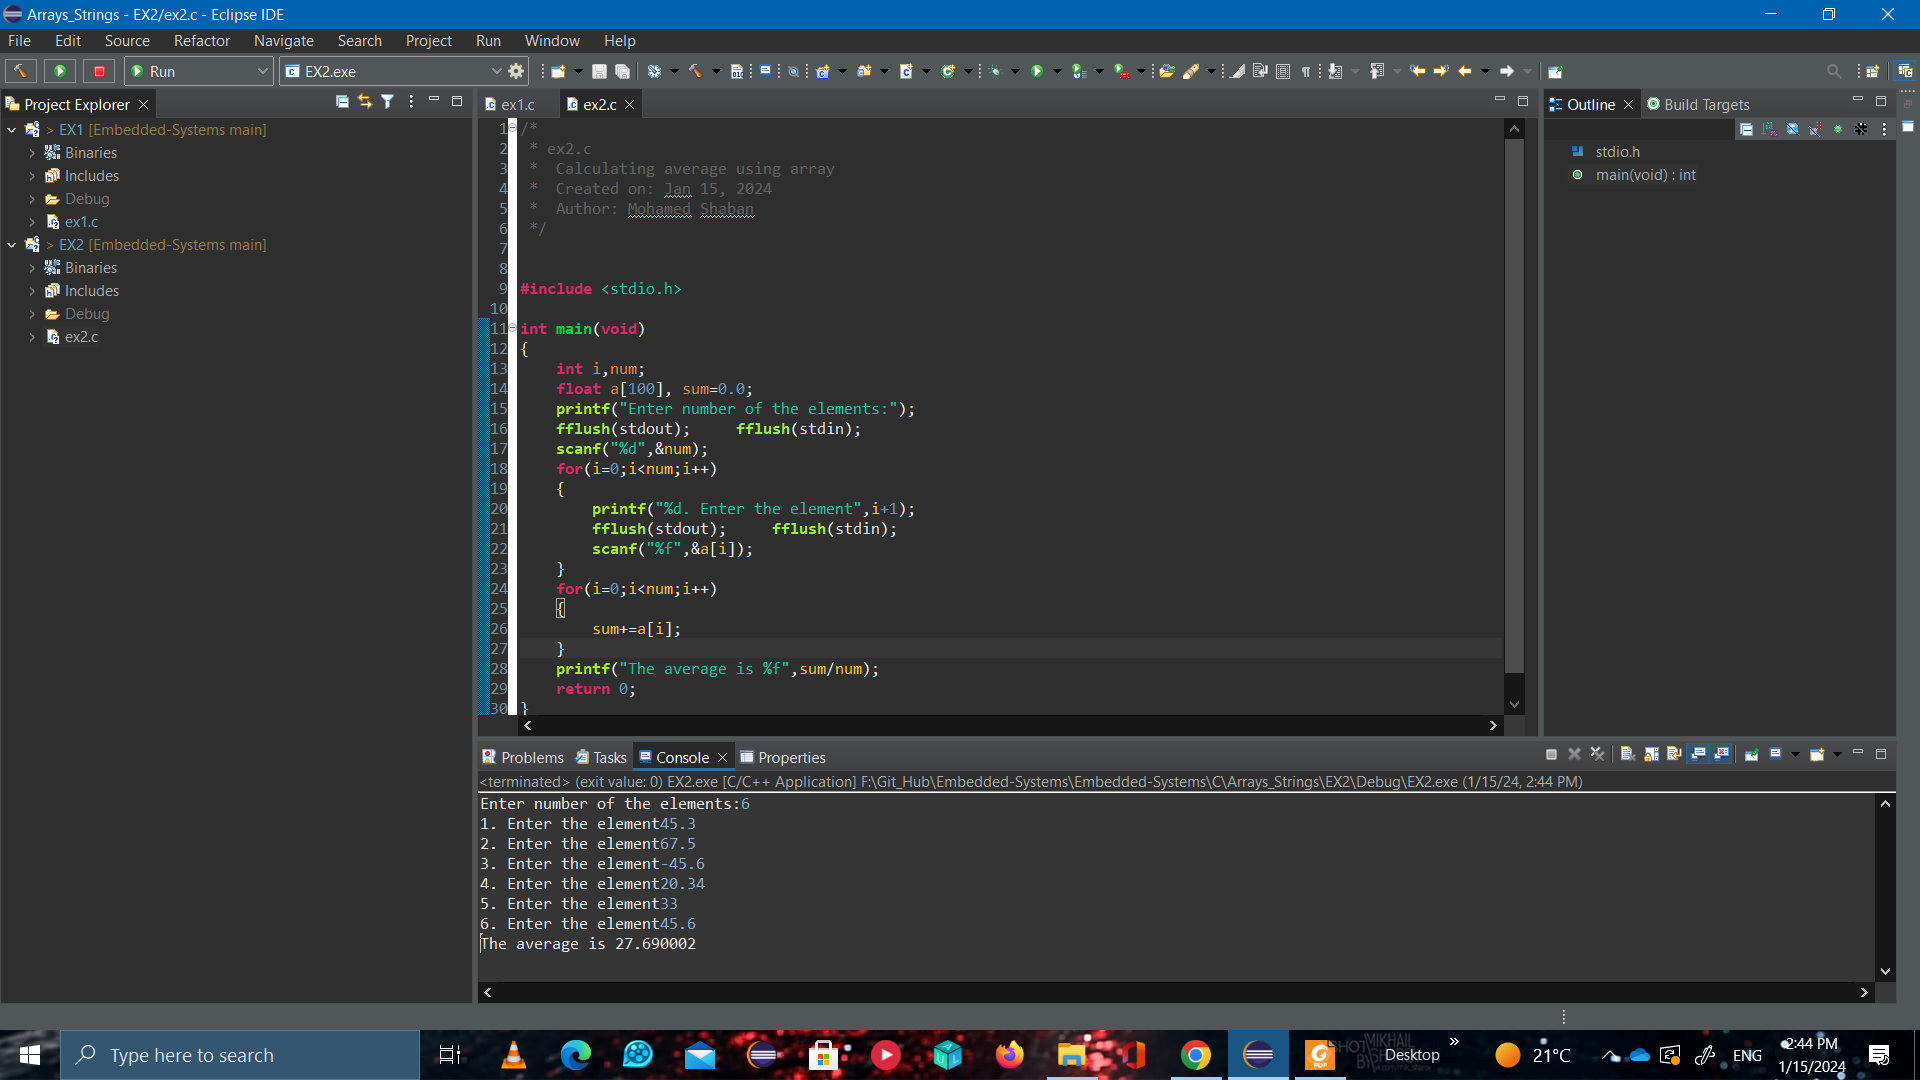 Arrays_Strings - EX2/ex2.c - Eclipse IDE
File Edit Source Refactor Navigate Search Project Run Window Help
Run EX2.exe
Project Explorer
> EX1 [Embedded-Systems main]
Binaries
Includes
Debug
ex1.c
> EX2 [Embedded-Systems main]
Binaries
Includes
Debug
ex2.c
ex1.c ex2.c
1 /*
2 * ex2.c
3 * Calculating average using array
4 * Created on: Jan 15, 2024
5 * Author: Mohamed Shaban
6 */
7
8
9 #include <stdio.h>
10
11 int main(void)
12 {
13 int i,num;
14 float a[100], sum=0.0;
15 printf("Enter number of the elements:");
16 fflush(stdout); fflush(stdin);
17 scanf("%d",&num);
18 for(i=0;i<num;i++)
19 {
20 printf("%d. Enter the element",i+1);
21 fflush(stdout); fflush(stdin);
22 scanf("%f",&a[i]);
23 }
24 for(i=0;i<num;i++)
25 {
26 sum+=a[i];
27 }
28 printf("The average is %f",sum/num);
29 return 0;
30 }
Outline Build Targets
stdio.h
main(void) : int
Problems Tasks Console Properties
<terminated> (exit value: 0) EX2.exe [C/C++ Application] F:\Git_Hub\Embedded-Systems\Embedded-Systems\C\Arrays_Strings\EX2\Debug\EX2.exe (1/15/24, 2:44 PM)
Enter number of the elements:6
1. Enter the element45.3
2. Enter the element67.5
3. Enter the element-45.6
4. Enter the element20.34
5. Enter the element33
6. Enter the element45.6
The average is 27.690002
Type here to search
Desktop
21°C
ENG
2:44 PM
1/15/2024